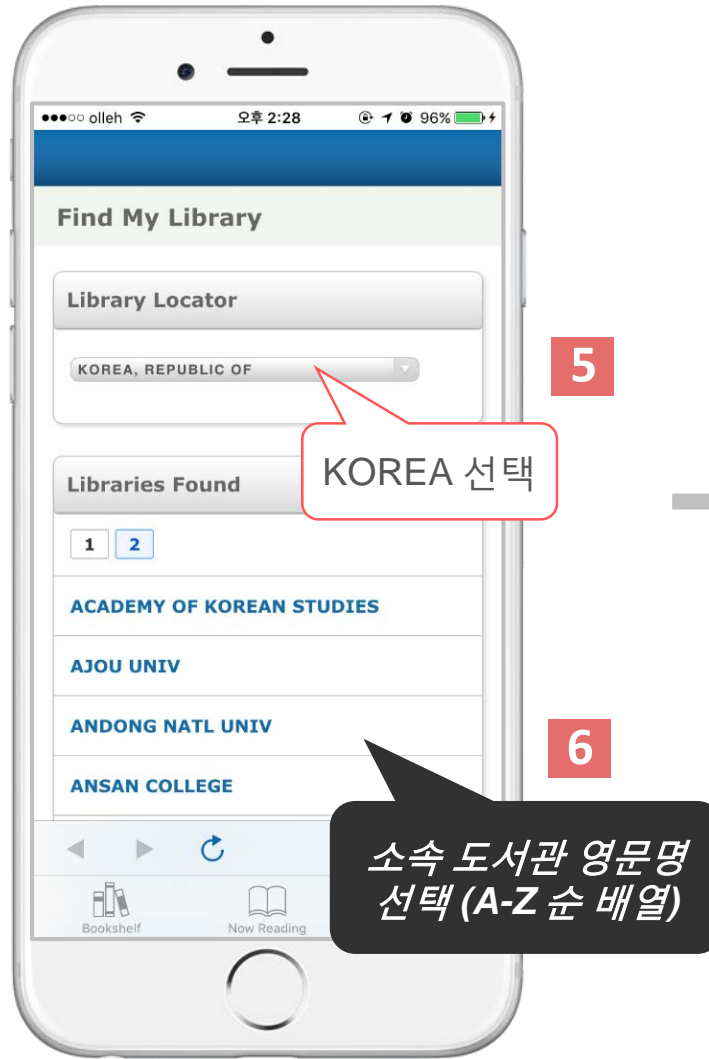 olleh 오후 2:28 96%
Find My Library
Library Locator
KOREA, REPUBLIC OF
5
KOREA 선택
Libraries Found
1 2
ACADEMY OF KOREAN STUDIES
AJOU UNIV
ANDONG NATL UNIV
6
ANSAN COLLEGE
소속 도서관 영문명
선택 (A-Z 순 배열)
Bookshelf Now Reading